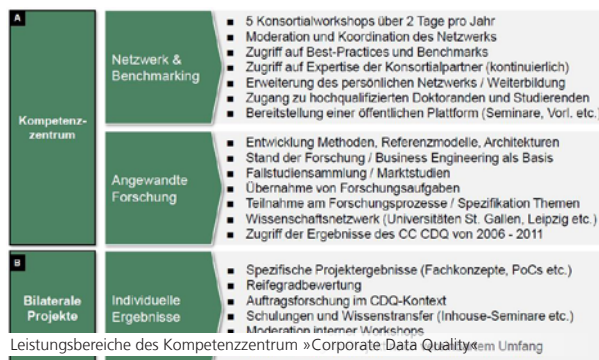 A
Kompetenz-
zentrum
Netzwerk &
Benchmarking
■ 5 Konsortialworkshops über 2 Tage pro Jahr
■ Moderation und Koordination des Netzwerks
■ Zugriff auf Best-Practices und Benchmarks
■ Zugriff auf Expertise der Konsortialpartner (kontinuierlich)
■ Erweiterung des persönlichen Netzwerks / Weiterbildung
■ Zugang zu hochqualifizierten Doktoranden und Studierenden
■ Bereitstellung einer öffentlichen Plattform (Seminare, Vorl. etc.)
Angewandte
Forschung
■ Entwicklung Methoden, Referenzmodelle, Architekturen
■ Stand der Forschung / Business Engineering als Basis
■ Fallstudiensammlung / Marktstudien
■ Übernahme von Forschungsaufgaben
■ Teilnahme am Forschungsprozesse / Spezifikation Themen
■ Wissenschaftsnetzwerk (Universitäten St. Gallen, Leipzig etc.)
■ Zugriff der Ergebnisse des CC CDQ von 2006 - 2011
B
Bilaterale
Projekte
Individuelle
Ergebnisse
■ Spezifische Projektergebnisse (Fachkonzepte, PoCs etc.)
■ Reifegradbewertung
■ Auftragsforschung im CDQ-Kontext
■ Schulungen und Wissenstransfer (Inhouse-Seminare etc.)
■ Moderation interner Workshops
Umfang
Leistungsbereiche des Kompetenzzentrum »Corporate Data Quality«